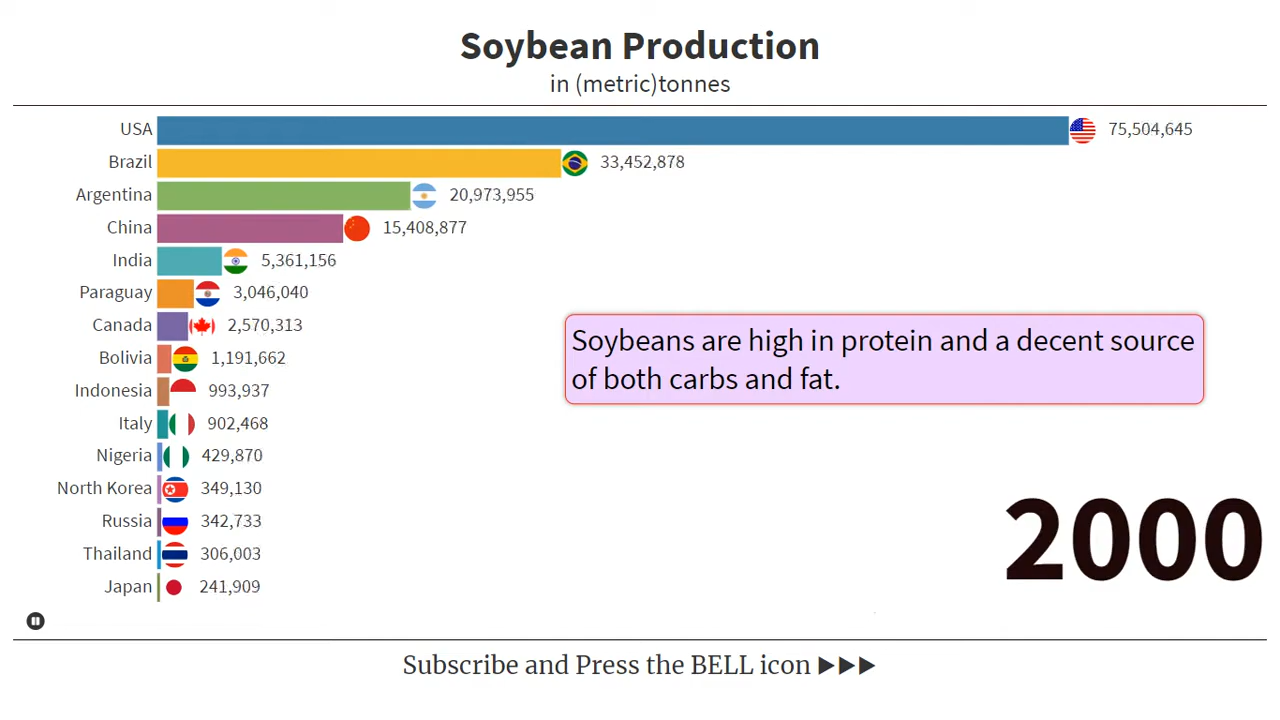 Soybean Production
in (metric)tonnes
USA 75,504,645
Brazil 33,452,878
Argentina 20,973,955
China 15,408,877
India 5,361,156
Paraguay 3,046,040
Canada 2,570,313
Bolivia 1,191,662
Indonesia 993,937
Italy 902,468
Nigeria 429,870
North Korea 349,130
Russia 342,733
Thailand 306,003
Japan 241,909
Soybeans are high in protein and a decent source
of both carbs and fat.
2000
Subscribe and Press the BELL icon ▶▶▶